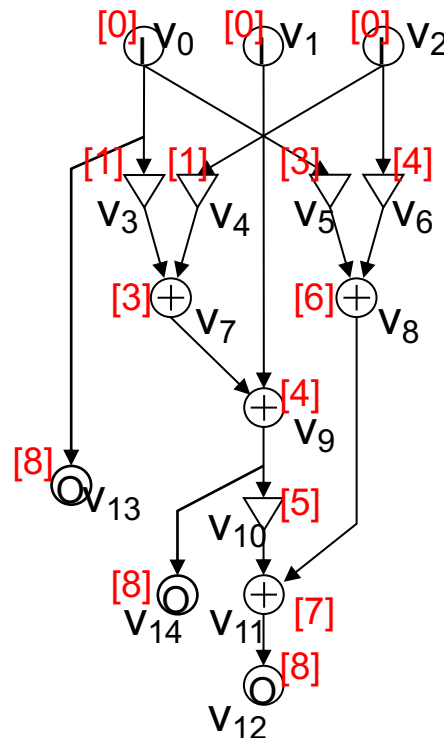 [0] I v0 [0] I v1 [0] I v2
[1] [1] [3] [4]
v3 v4 v5 v6
[3] + [6] +
v7 v8
+ [4]
v9
[8] O v13
[5]
v10
[8] O + [7]
v14 v11
[8]
O
v12